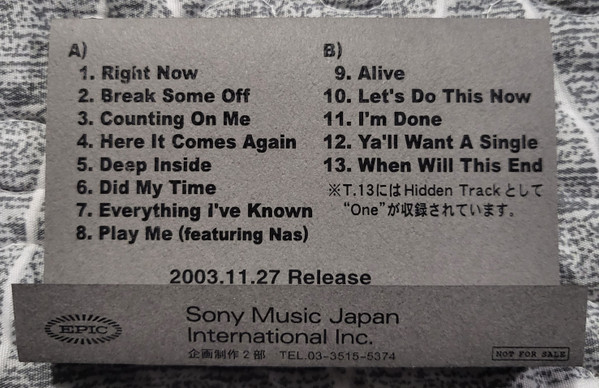 A)
1. Right Now
2. Break Some Off
3. Counting On Me
4. Here It Comes Again
5. Deep Inside
6. Did My Time
7. Everything I've Known
8. Play Me (featuring Nas)
B)
9. Alive
10. Let's Do This Now
11. I'm Done
12. Ya'll Want A Single
13. When Will This End
※T.13にはHidden Trackとして
“One”が収録されています。
2003.11.27 Release
EPIC
Sony Music Japan
International Inc.
企画制作2部 TEL.03-3515-5374
NOT FOR SALE